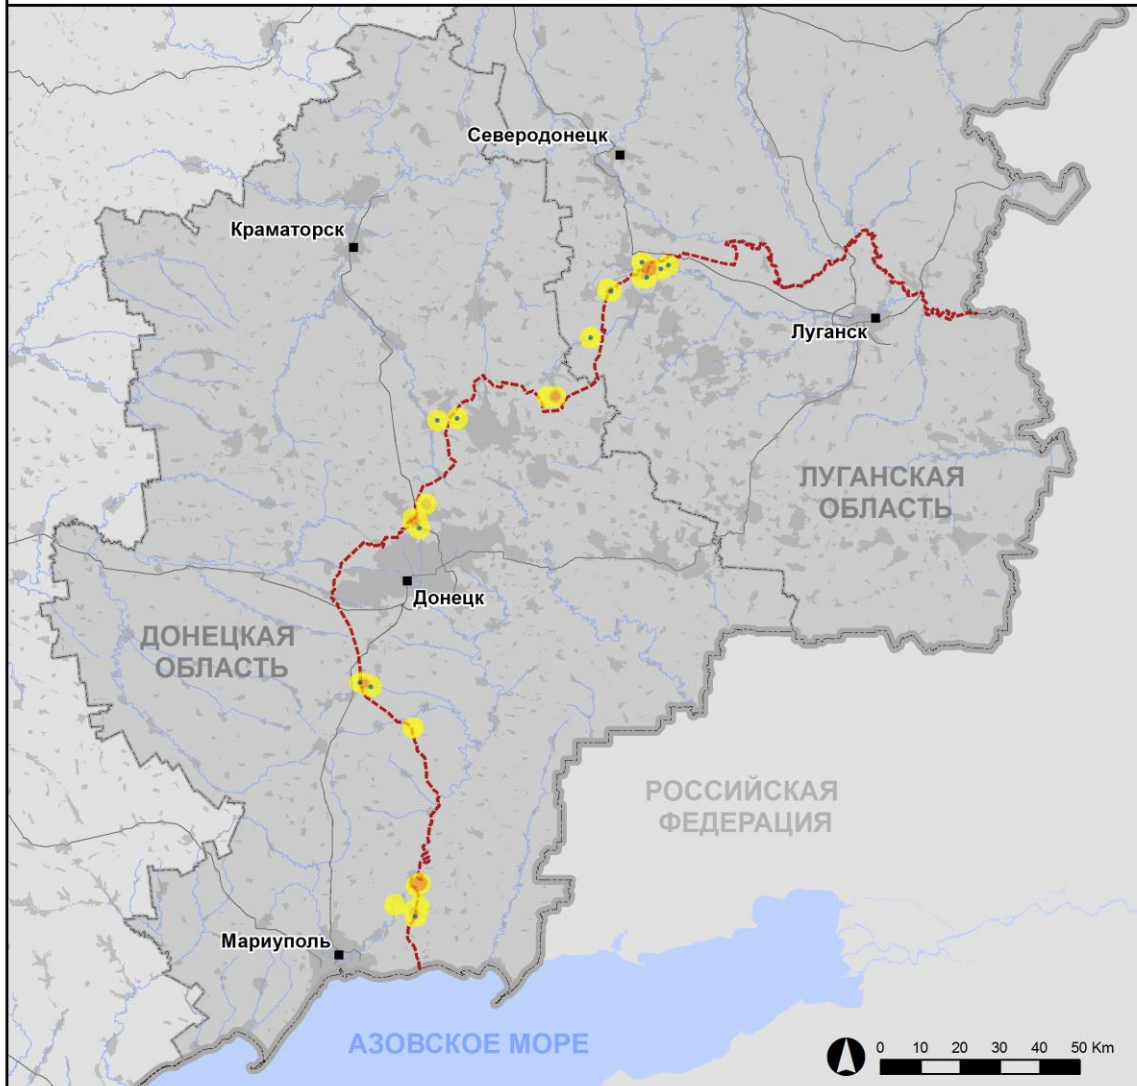 Северодонецк
Краматорск
Луганск
ЛУГАНСКАЯ
ОБЛАСТЬ
Донецк
ДОНЕЦКАЯ
ОБЛАСТЬ
РОССИЙСКАЯ
ФЕДЕРАЦИЯ
Мариуполь
АЗОВСКОЕ МОРЕ
0 10 20 30 40 50 Km